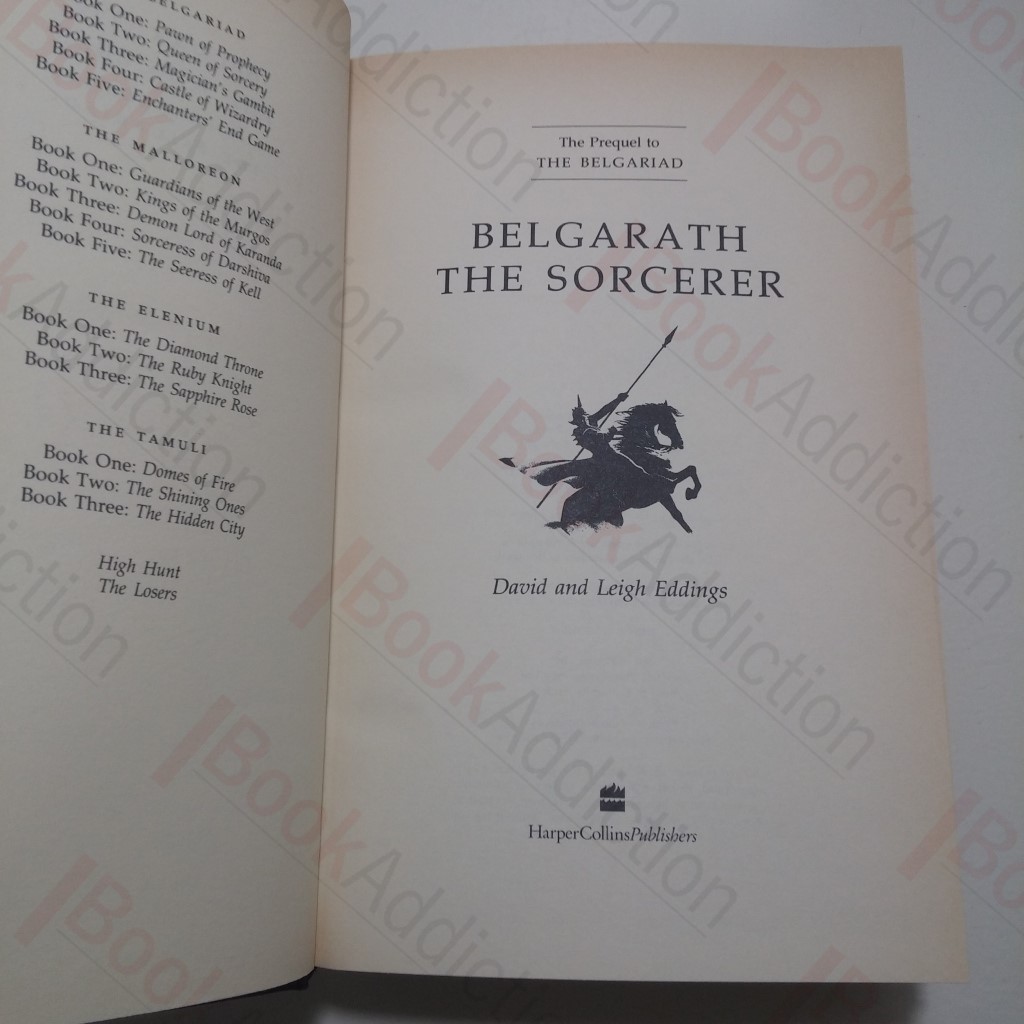 BELGARIAD
Book One: Pawn of Prophecy
Book Two: Queen of Sorcery
Book Three: Magician's Gambit
Book Four: Castle of Wizardry
Book Five: Enchanters' End Game
THE MALLOREON
Book One: Guardians of the West
Book Two: Kings of the Murgos
Book Three: Demon Lord of Karanda
Book Four: Sorceress of Darshiva
Book Five: The Seeress of Kell
THE ELENIUM
Book One: The Diamond Throne
Book Two: The Ruby Knight
Book Three: The Sapphire Rose
THE TAMULI
Book One: Domes of Fire
Book Two: The Shining Ones
Book Three: The Hidden City
High Hunt
The Losers
The Prequel to
THE BELGARIAD
BELGARATH
THE SORCERER
David and Leigh Eddings
HarperCollinsPublishers
BookAddiction